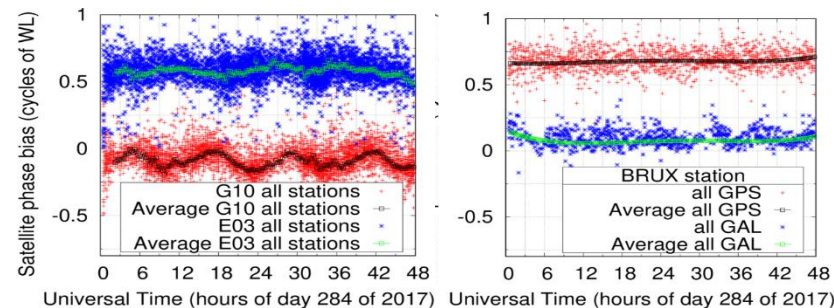 Satellite phase bias (cycles of WL)
1
0.5
0
-0.5
G10 all stations
Average G10 all stations
E03 all stations
Average E03 all stations
0 6 12 18 24 30 36 42 48
Universal Time (hours of day 284 of 2017)
1
0.5
0
-0.5
BRUX station
all GPS
Average all GPS
all GAL
Average all GAL
0 6 12 18 24 30 36 42 48
Universal Time (hours of day 284 of 2017)